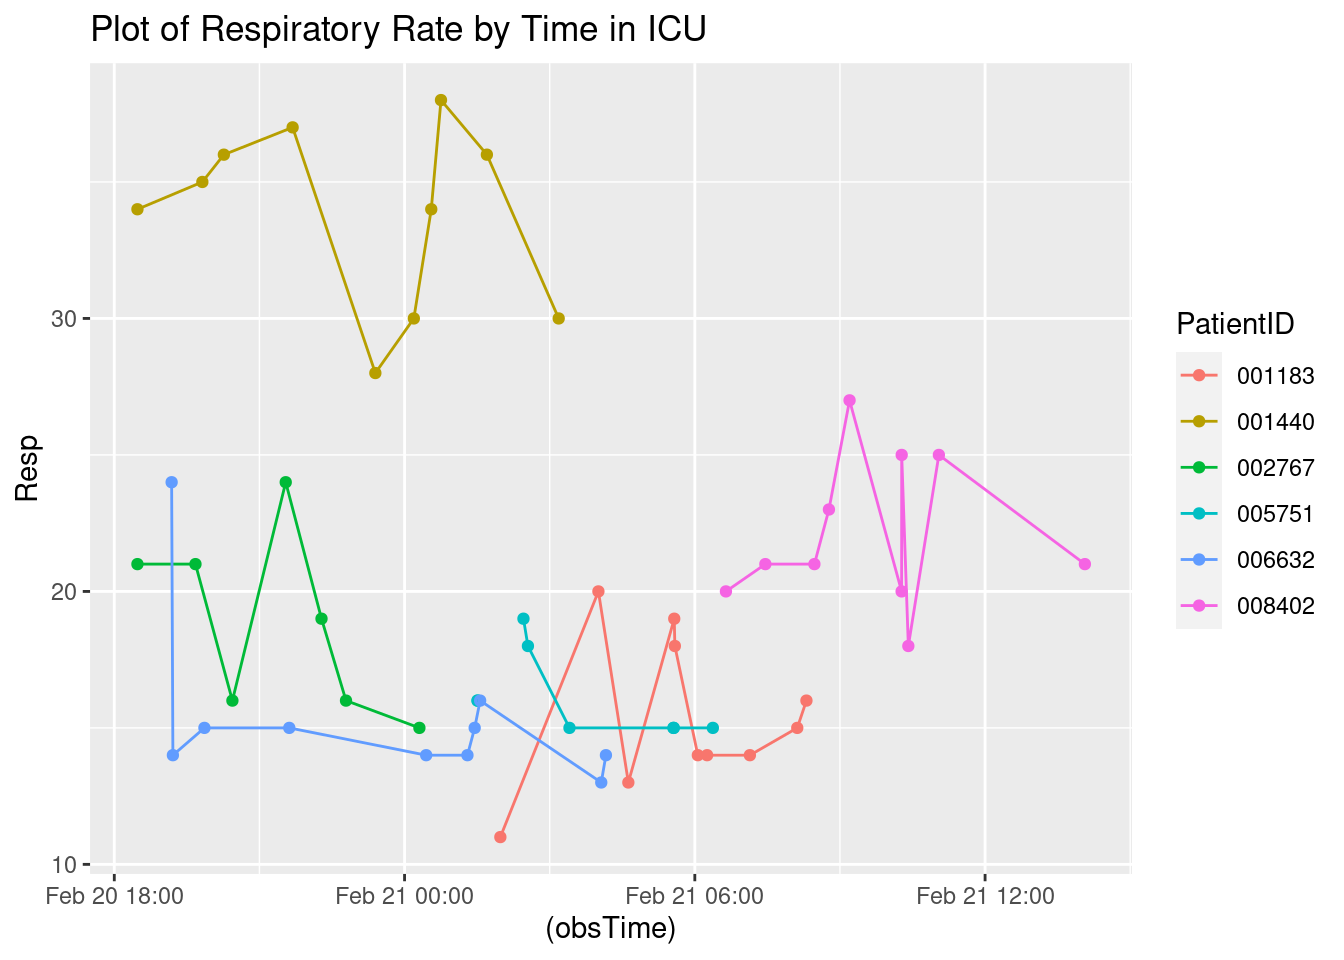 Plot of Respiratory Rate by Time in ICU
Resp
30
20
10
Feb 20 18:00
Feb 21 00:00
Feb 21 06:00
Feb 21 12:00
(obsTime)
PatientID
001183
001440
002767
005751
006632
008402